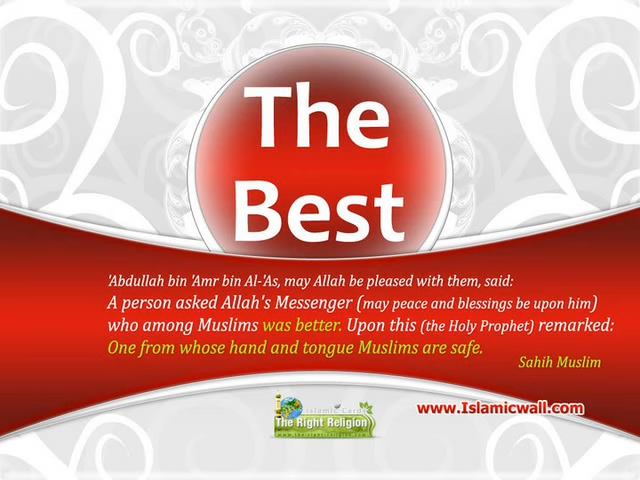 The
Best
'Abdullah bin 'Amr bin Al-'As, may Allah be pleased with them, said:
A person asked Allah's Messenger (may peace and blessings be upon him)
who among Muslims was better. Upon this (the Holy Prophet) remarked:
One from whose hand and tongue Muslims are safe.
Sahih Muslim
www.Islamicwall.com
Islamic Cards
The Right Religion